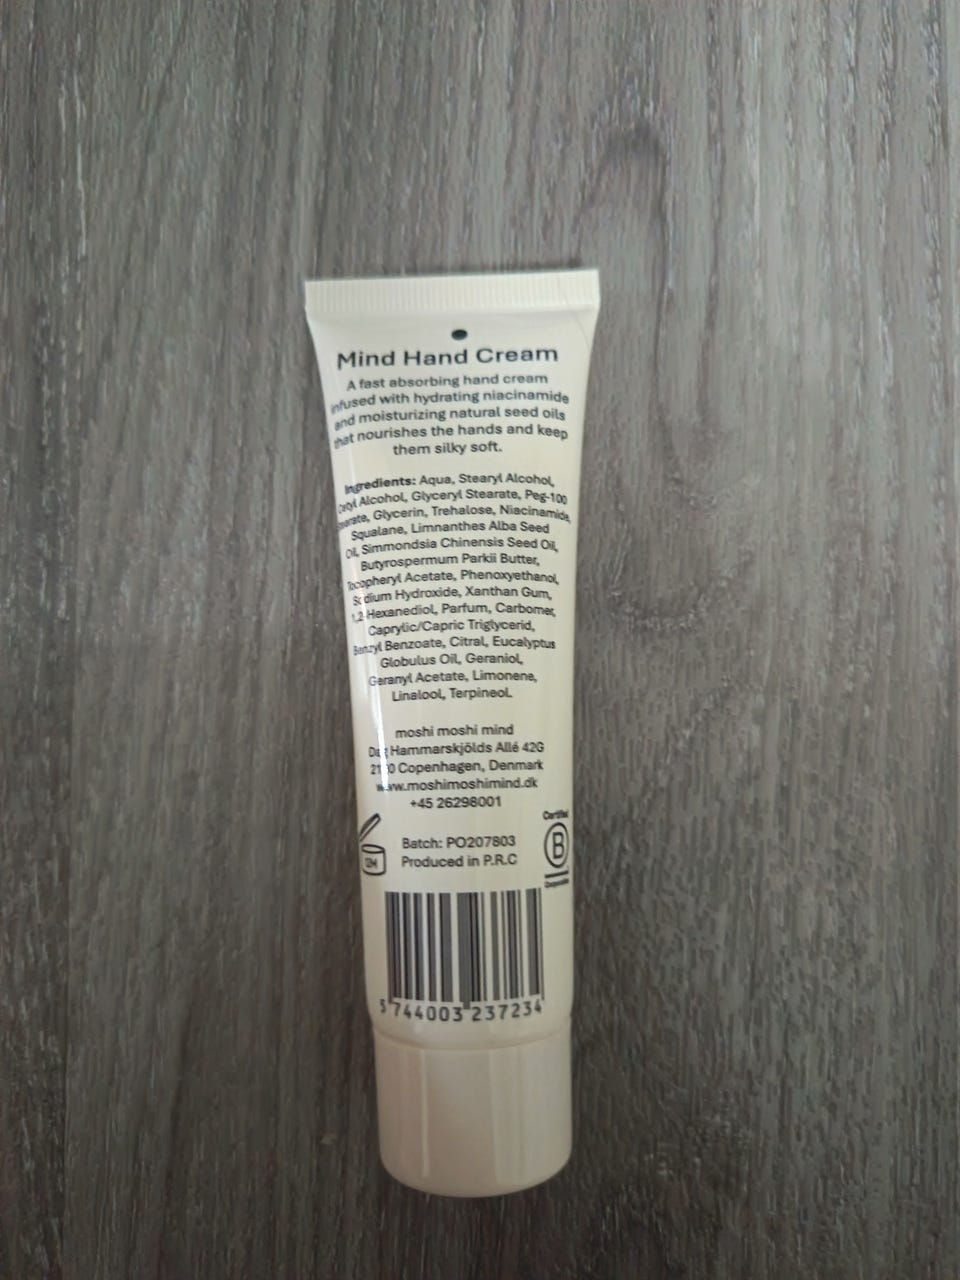 Mind Hand Cream
A fast absorbing hand cream
infused with hydrating niacinamide
and moisturizing natural seed oils
that nourishes the hands and keep
them silky soft.
Ingredients: Aqua, Stearyl Alcohol,
Cetyl Alcohol, Glyceryl Stearate, Peg-100
Stearate, Glycerin, Trehalose, Niacinamide,
Squalane, Limnanthes Alba Seed
Oil, Simmondsia Chinensis Seed Oil,
Butyrospermum Parkii Butter,
Tocopheryl Acetate, Phenoxyethanol,
Sodium Hydroxide, Xanthan Gum,
1,2-Hexanediol, Parfum, Carbomer,
Caprylic/Capric Triglycerid,
Benzyl Benzoate, Citral, Eucalyptus
Globulus Oil, Geraniol,
Geranyl Acetate, Limonene,
Linalool, Terpineol.
moshi moshi mind
Dag Hammarskjölds Allé 42G
2100 Copenhagen, Denmark
www.moshimoshimind.dk
+45 26298001
Certified
B
Corporation
12M
Batch: PO207803
Produced in P.R.C
5 744003 237234